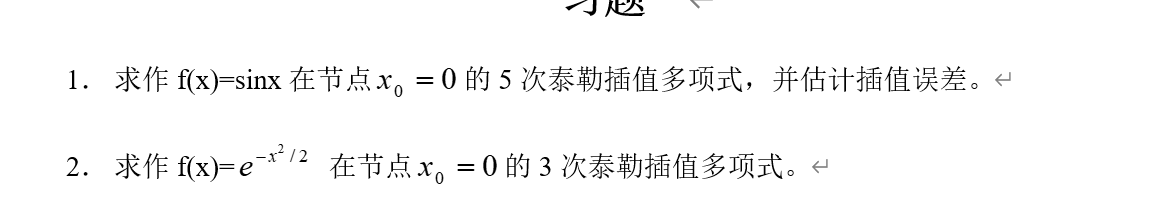 习题
1. 求作 f(x)=sinx 在节点 x₀ = 0 的 5 次泰勒插值多项式，并估计插值误差。↵
2. 求作 f(x)= e^{-x²/2} 在节点 x₀ = 0 的 3 次泰勒插值多项式。↵